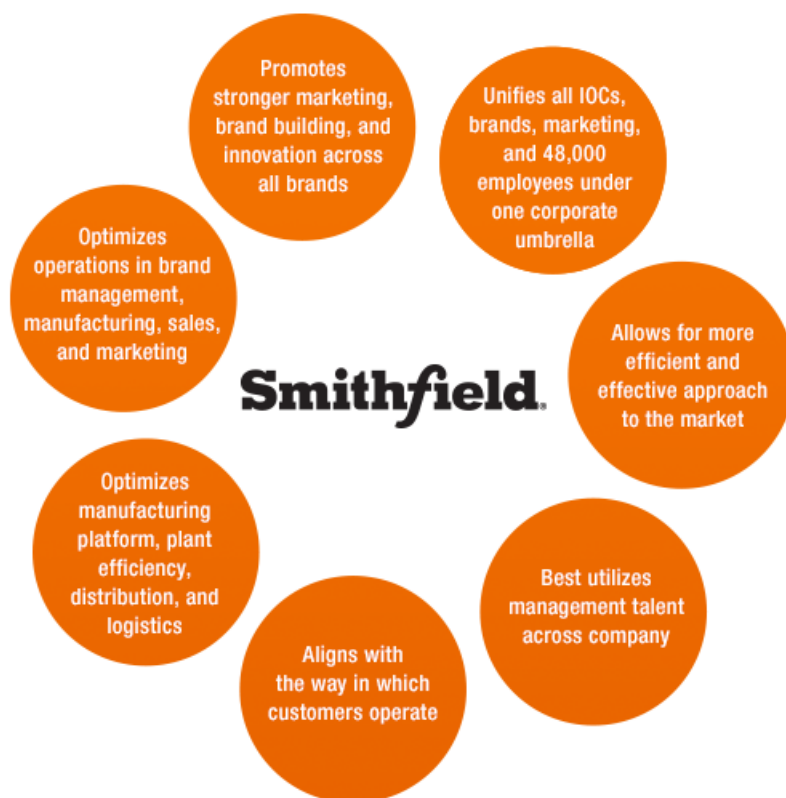 Promotes
stronger marketing,
brand building, and
innovation across
all brands
Unifies all IOCs,
brands, marketing,
and 48,000
employees under
one corporate
umbrella
Optimizes
operations in brand
management,
manufacturing, sales,
and marketing
Allows for more
efficient and
effective approach
to the market
Smithfield
Optimizes
manufacturing
platform, plant
efficiency,
distribution, and
logistics
Best utilizes
management talent
across company
Aligns with
the way in which
customers operate